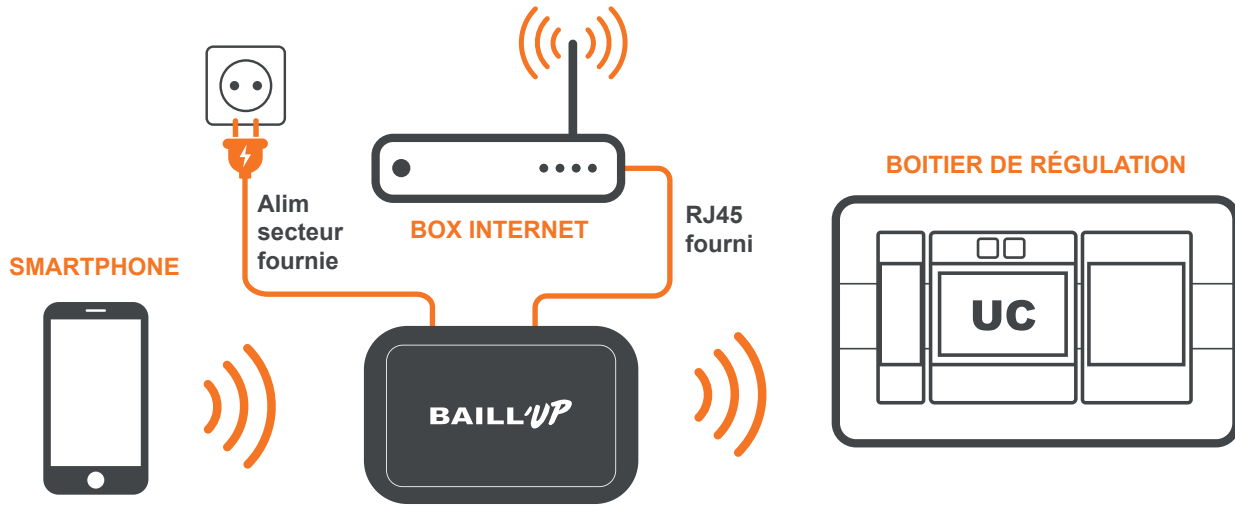 Alim
secteur
fournie
BOX INTERNET
RJ45
fourni
BOITIER DE RÉGULATION
SMARTPHONE
BAILL'UP
UC